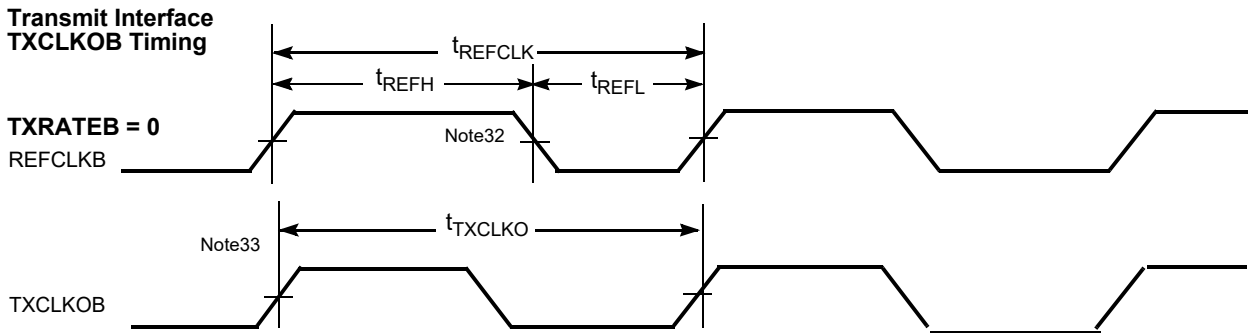 Transmit Interface
TXCLKOB Timing
tREFCLK
tREFH
tREFL
TXRATEB = 0
Note32
REFCLKB
tTXCLKO
Note33
TXCLKOB